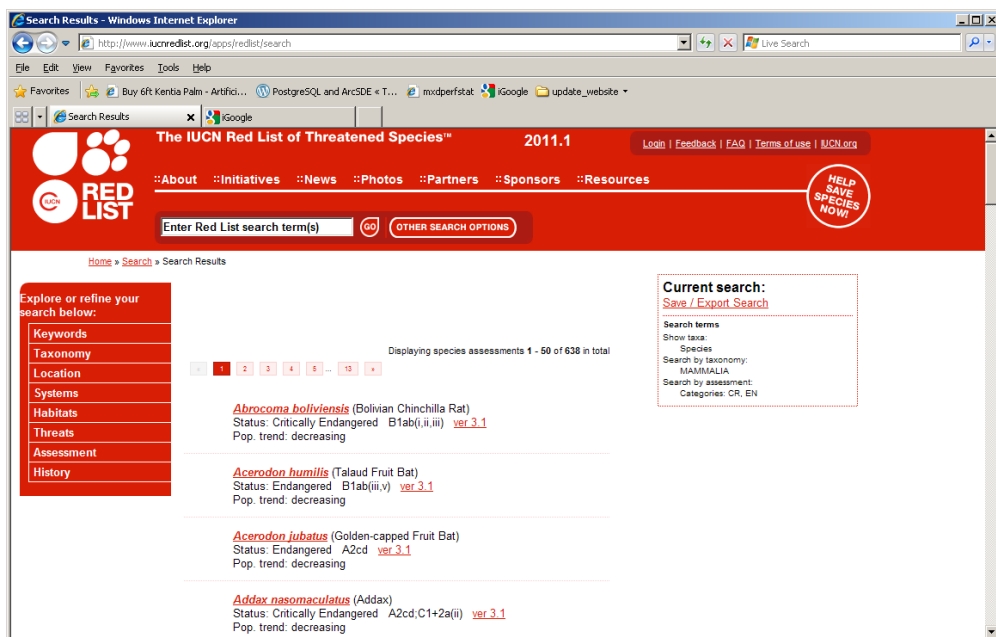 Search Results - Windows Internet Explorer
http://www.iucnredlist.org/apps/redlist/search
Live Search
File Edit View Favorites Tools Help
Favorites
Buy 6ft Kentia Palm - Artifici...
PostgreSQL and ArcSDE « T...
mxdperfstat
iGoogle
update_website
Search Results
iGoogle
The IUCN Red List of Threatened Species™
2011.1
Login | Feedback | FAQ | Terms of use | IUCN.org
IUCN
RED
LIST
::About ::Initiatives ::News ::Photos ::Partners ::Sponsors ::Resources
HELP
SAVE
SPECIES
NOW!
Enter Red List search term(s)
GO
OTHER SEARCH OPTIONS
Home » Search » Search Results
Explore or refine your
search below:
Keywords
Taxonomy
Location
Systems
Habitats
Threats
Assessment
History
Displaying species assessments 1 - 50 of 638 in total
« 1 2 3 4 5 ... 13 »
Abrocoma boliviensis (Bolivian Chinchilla Rat)
Status: Critically Endangered B1ab(i,ii,iii) ver 3.1
Pop. trend: decreasing
Acerodon humilis (Talaud Fruit Bat)
Status: Endangered B1ab(iii,v) ver 3.1
Pop. trend: decreasing
Acerodon jubatus (Golden-capped Fruit Bat)
Status: Endangered A2cd ver 3.1
Pop. trend: decreasing
Addax nasomaculatus (Addax)
Status: Critically Endangered A2cd;C1+2a(ii) ver 3.1
Pop. trend: decreasing
Current search:
Save / Export Search
Search terms
Show taxa:
Species
Search by taxonomy:
MAMMALIA
Search by assessment:
Categories: CR, EN